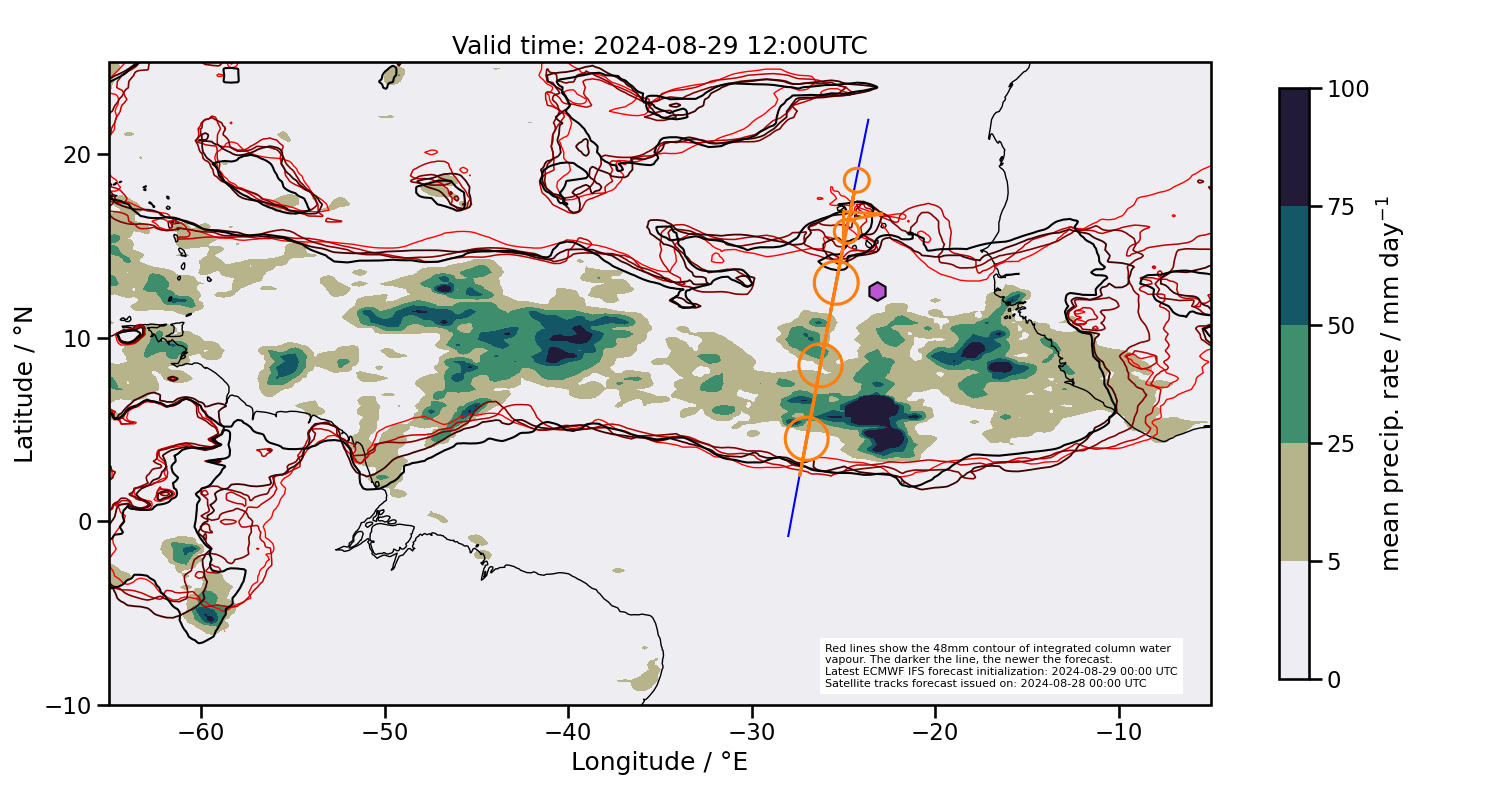 Valid time: 2024-08-29 12:00UTC
20
10
0
−10
Latitude / °N
−60
−50
−40
−30
−20
−10
Longitude / °E
Red lines show the 48mm contour of integrated column water
vapour. The darker the line, the newer the forecast.
Latest ECMWF IFS forecast initialization: 2024-08-29 00:00 UTC
Satellite tracks forecast issued on: 2024-08-28 00:00 UTC
100
75
50
25
5
0
mean precip. rate / mm day⁻¹